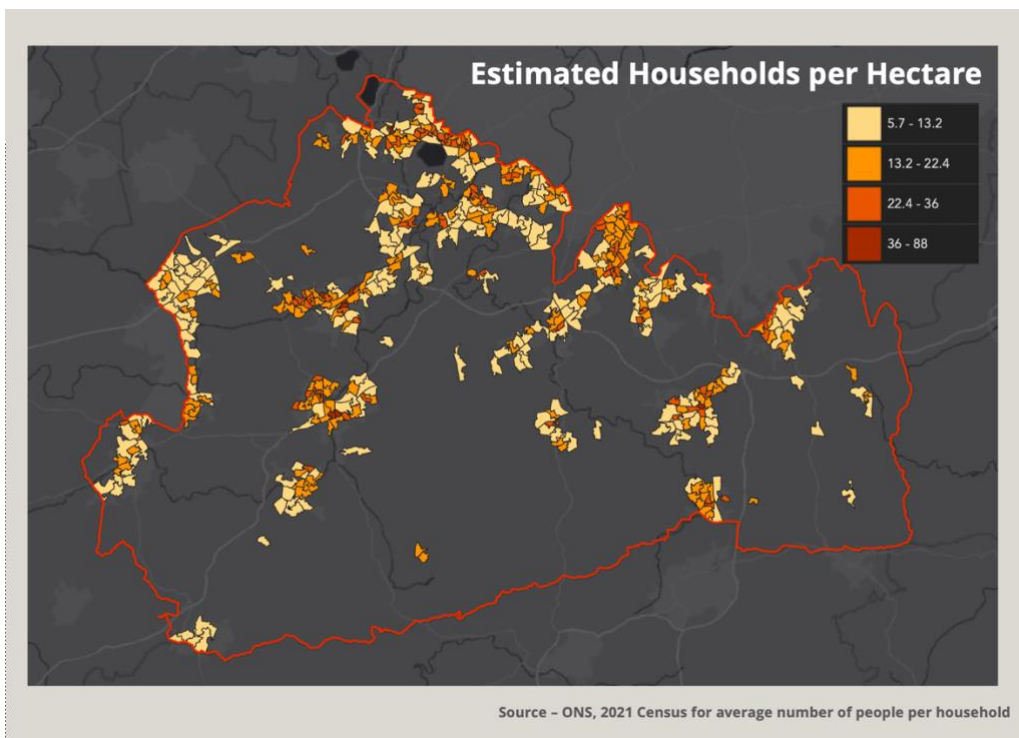 Estimated Households per Hectare
5.7 - 13.2
13.2 - 22.4
22.4 - 36
36 - 88
Source – ONS, 2021 Census for average number of people per household